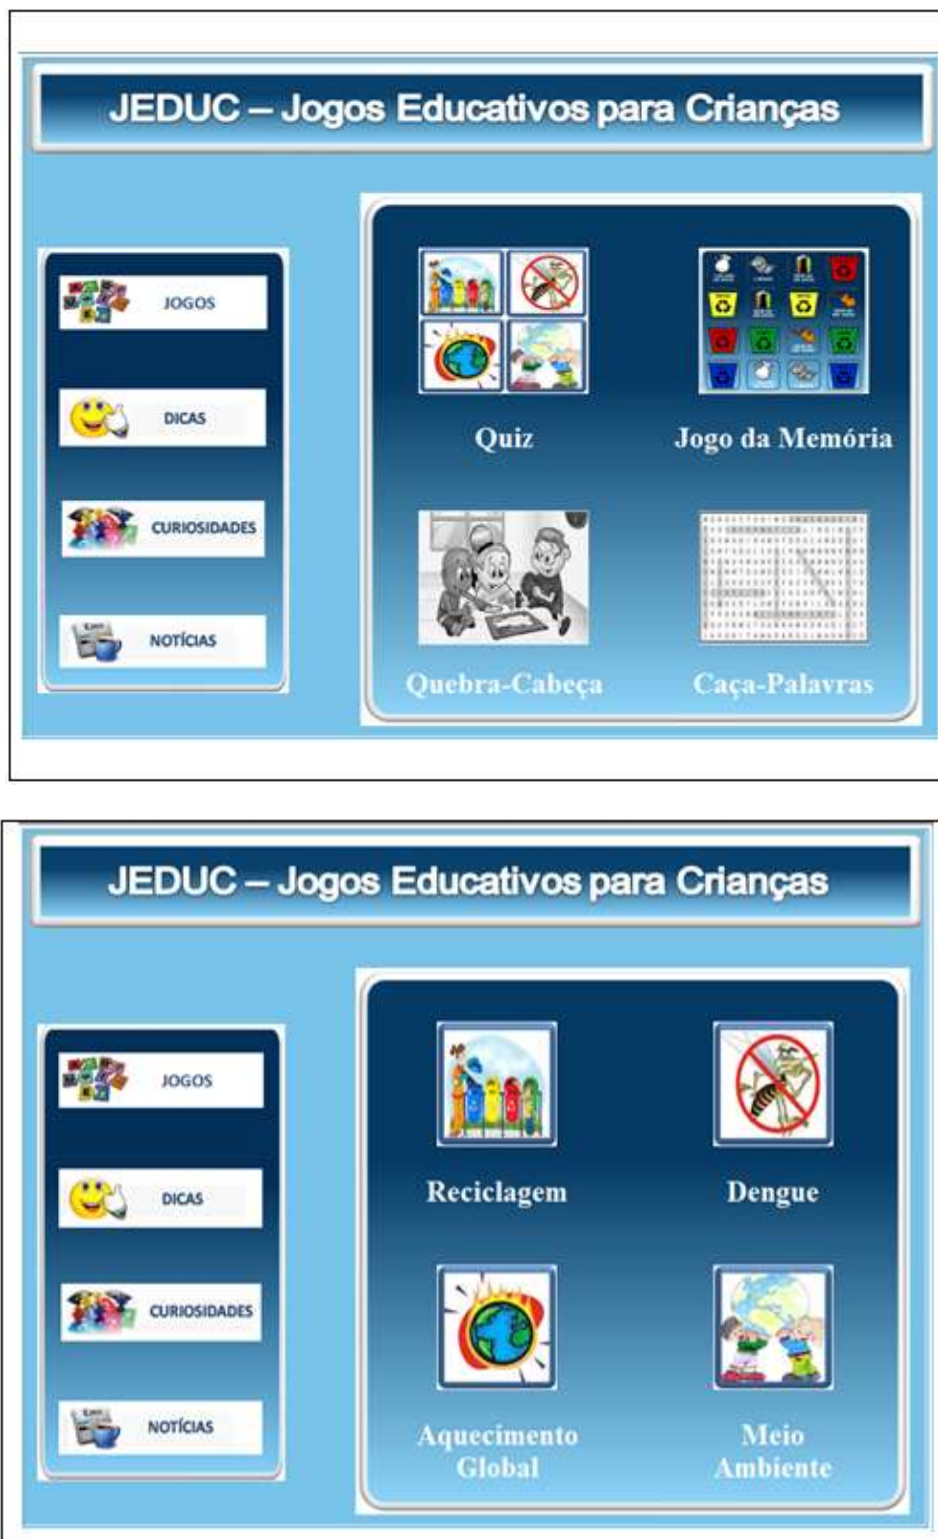 JEDUC – Jogos Educativos para Crianças
JOGOS
DICAS
CURIOSIDADES
NOTÍCIAS
Quiz
Jogo da Memória
Quebra-Cabeça
Caça-Palavras
JEDUC – Jogos Educativos para Crianças
JOGOS
DICAS
CURIOSIDADES
NOTÍCIAS
Reciclagem
Dengue
Aquecimento
Global
Meio
Ambiente